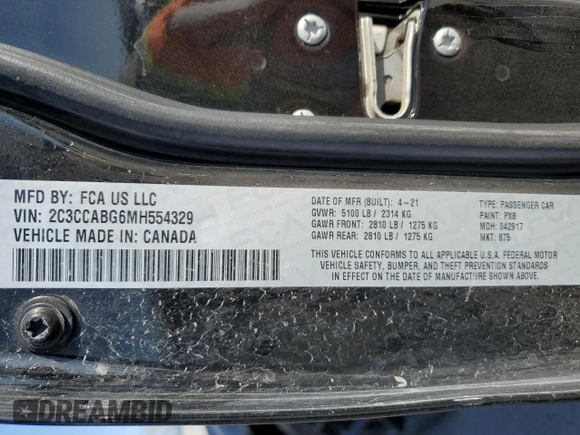 MFD BY: FCA US LLC
VIN: 2C3CCABG6MH554329
VEHICLE MADE IN: CANADA
DATE OF MFR (BUILT): 4-21
GVWR: 5100 LB / 2314 KG
GAWR FRONT: 2810 LB / 1275 KG
GAWR REAR: 2810 LB / 1275 KG
TYPE: PASSENGER CAR
PAINT: PX8
MDH: 042917
MKT: 875
THIS VEHICLE CONFORMS TO ALL APPLICABLE U.S.A. FEDERAL MOTOR
VEHICLE SAFETY, BUMPER, AND THEFT PREVENTION STANDARDS
IN EFFECT ON THE DATE OF MANUFACTURE SHOWN ABOVE.
DREAMBID